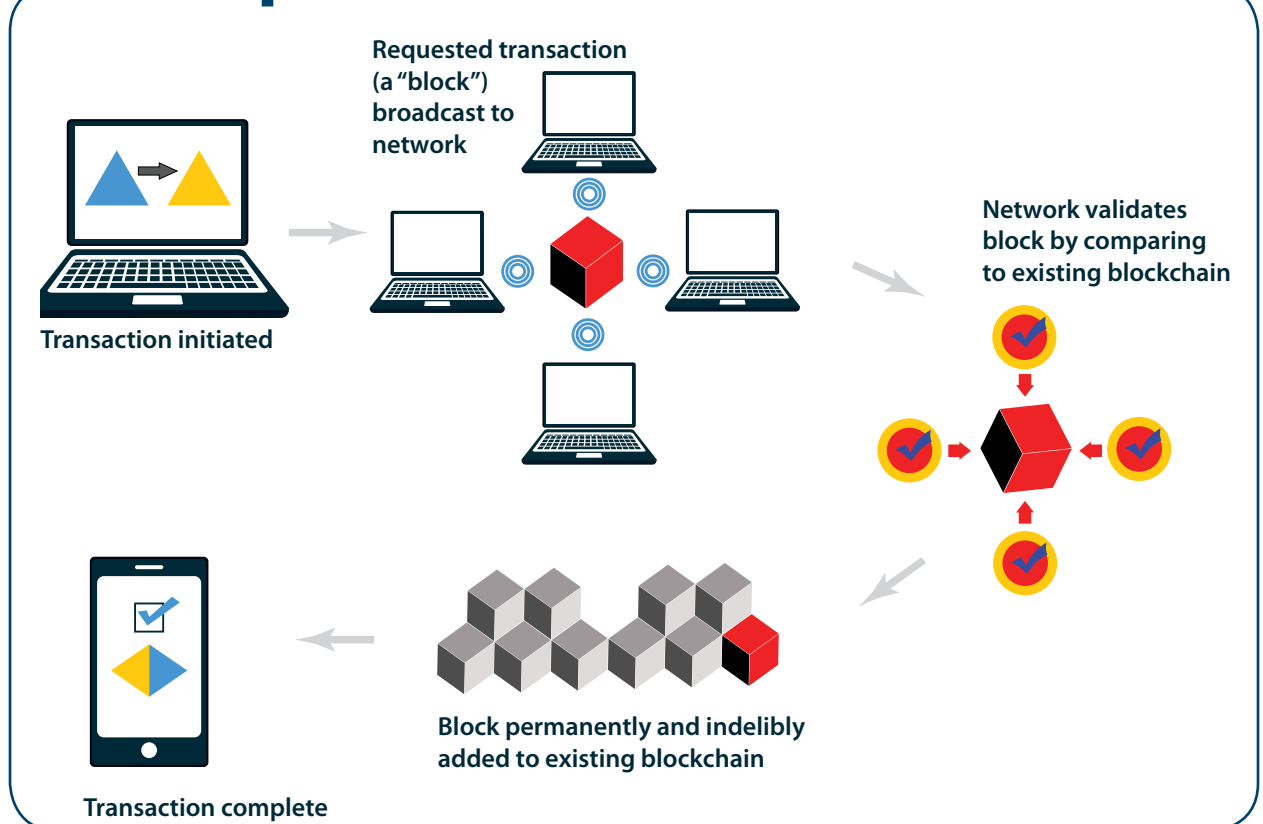 Requested transaction
(a “block”)
broadcast to
network
Transaction initiated
Network validates
block by comparing
to existing blockchain
Block permanently and indelibly
added to existing blockchain
Transaction complete